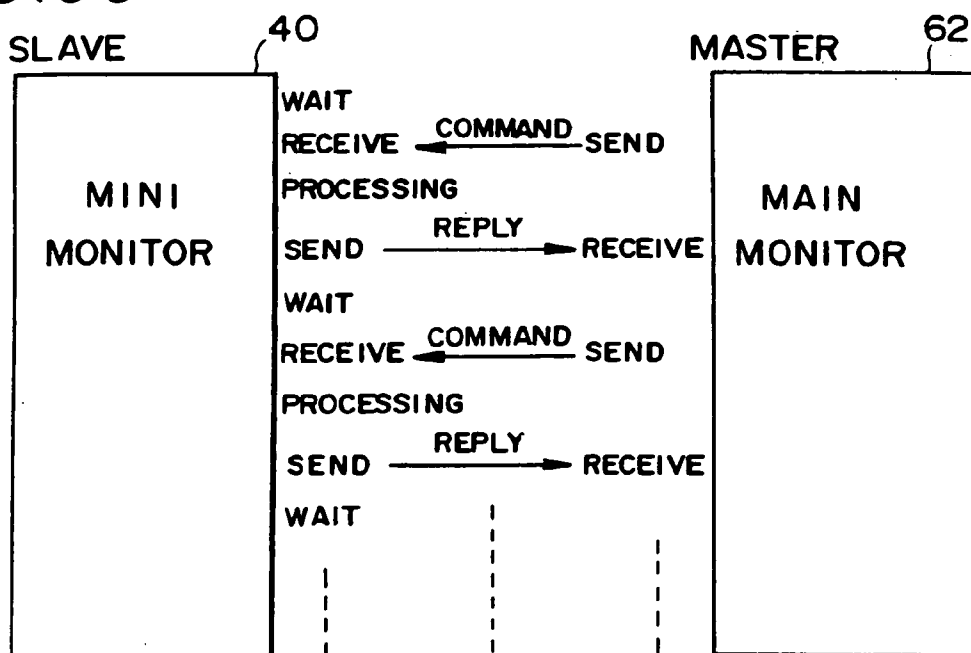 SLAVE 40 MASTER 62
WAIT
RECEIVE COMMAND SEND
MINI PROCESSING MAIN
MONITOR SEND REPLY RECEIVE MONITOR
WAIT
RECEIVE COMMAND SEND
PROCESSING
SEND REPLY RECEIVE
WAIT